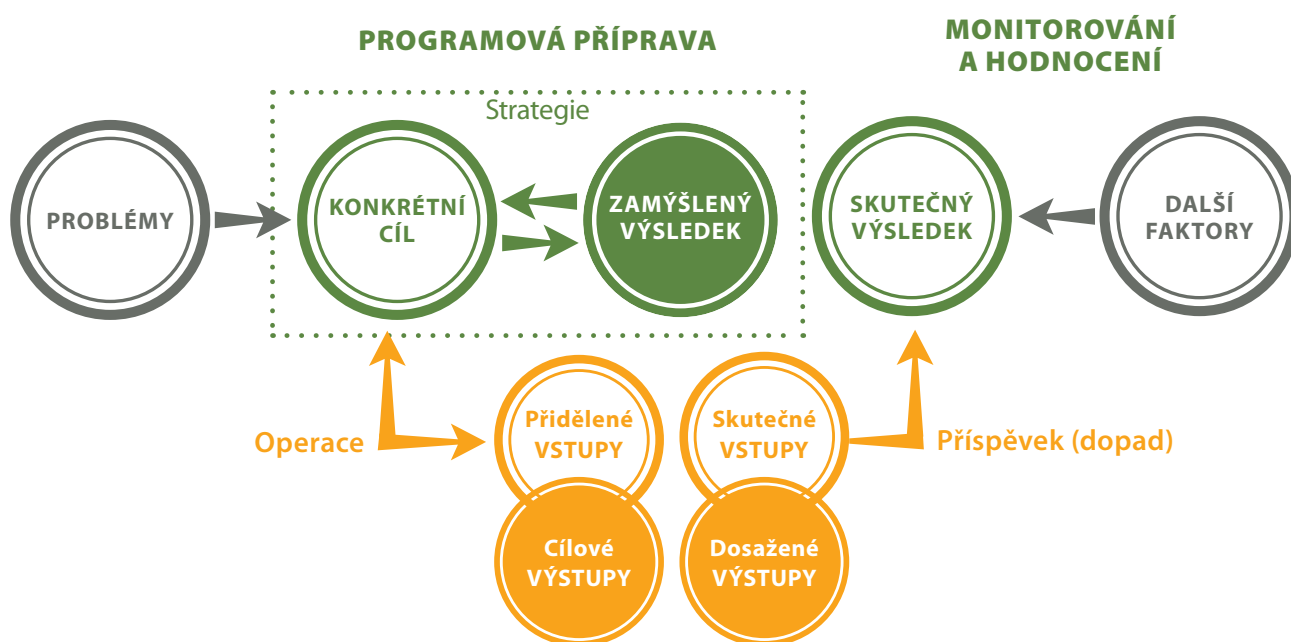 PROGRAMOVÁ PŘÍPRAVA
MONITOROVÁNÍ
A HODNOCENÍ
Strategie
PROBLÉMY
KONKRÉTNÍ
CÍL
ZAMÝŠLENÝ
VÝSLEDEK
SKUTEČNÝ
VÝSLEDEK
DALŠÍ
FAKTORY
Operace
Přidělené
VSTUPY
Skutečné
VSTUPY
Příspěvek (dopad)
Cílové
VÝSTUPY
Dosažené
VÝSTUPY